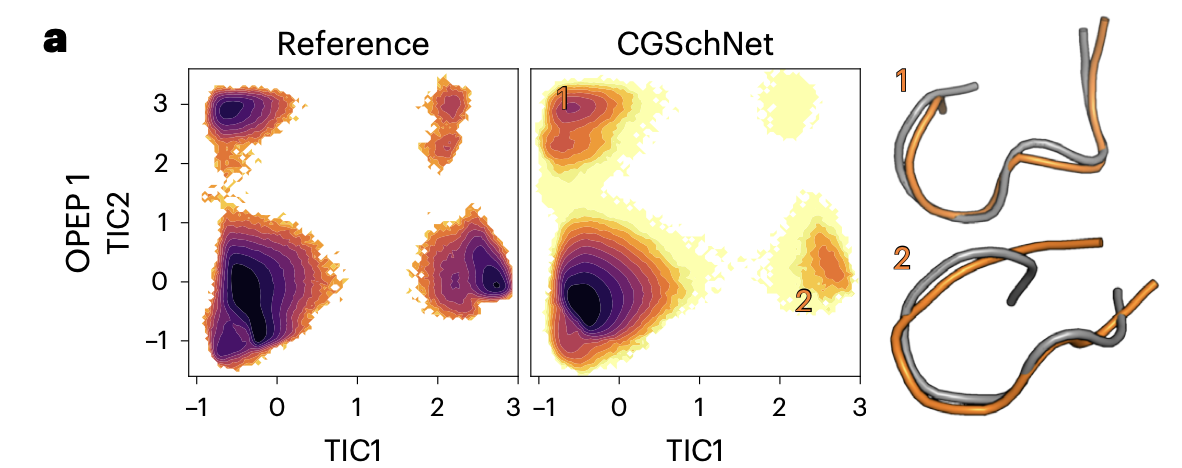 a
Reference
CGSchNet
OPEP 1
TIC2
3
2
1
0
−1
−1 0 1 2 3
TIC1
1
2
−1 0 1 2 3
TIC1
1
2